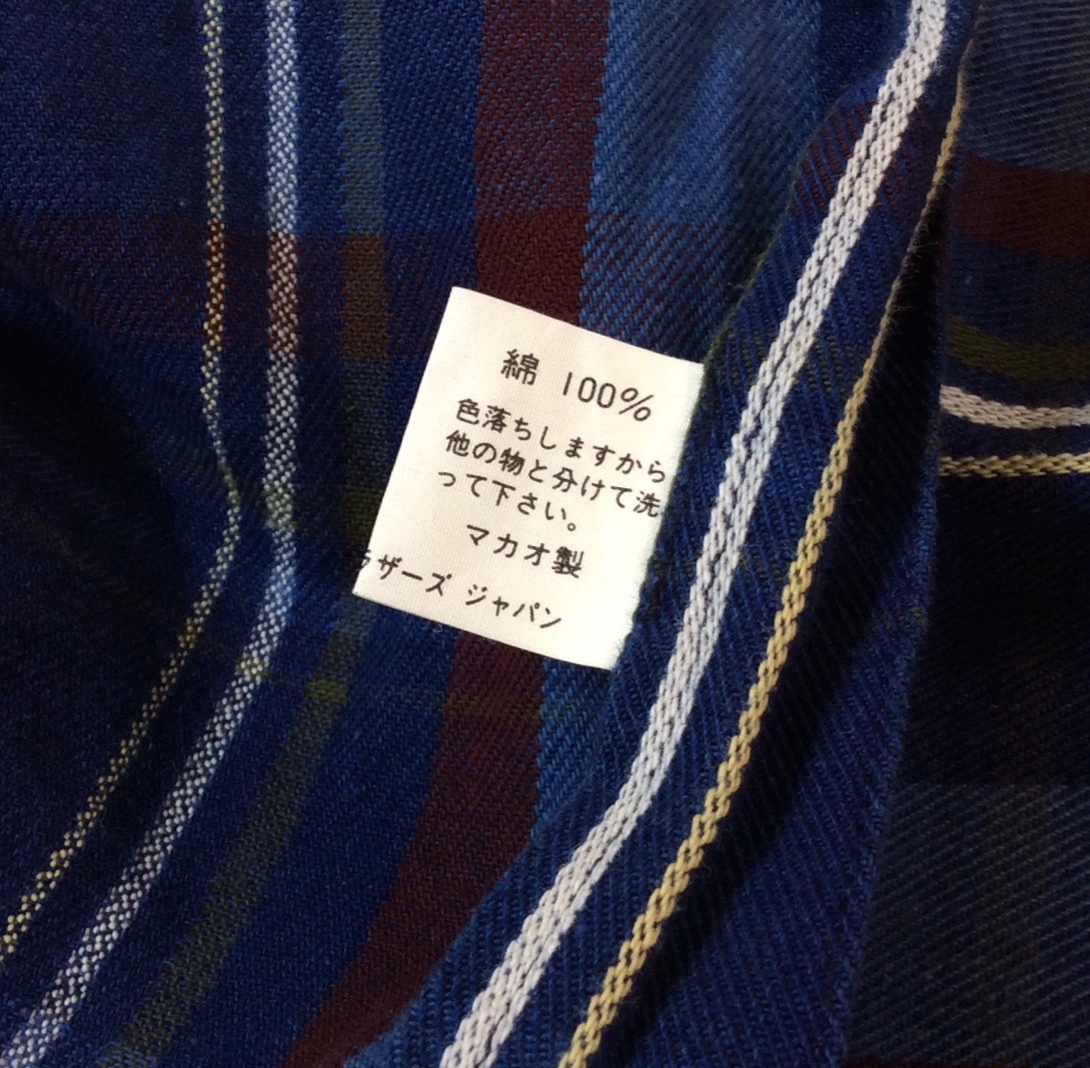 綿 100%
色落ちしますから
他の物と分けて洗
って下さい。
マカオ製
ラザーズ ジャパン